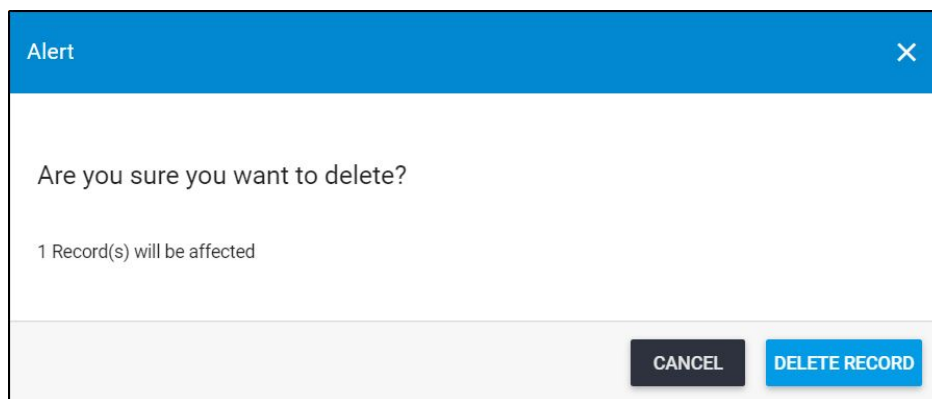 Alert
Are you sure you want to delete?
1 Record(s) will be affected
CANCEL DELETE RECORD